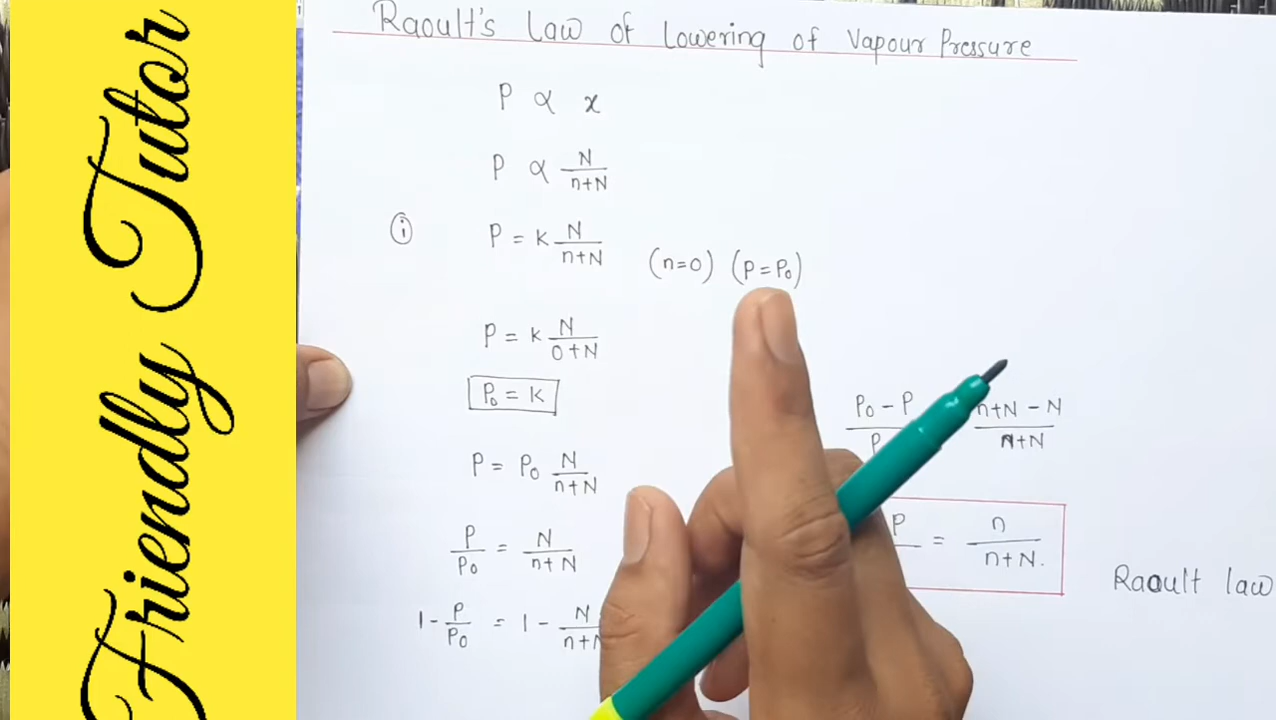 Friendly Tutor
Raoult's Law of Lowering of Vapour Pressure
P ∝ x
P ∝ N/(n+N)
(i) P = K N/(n+N) (n=0) (P=P₀)
P = K N/(0+N)
P₀ = K
P = P₀ N/(n+N)
P/P₀ = N/(n+N)
1 - P/P₀ = 1 - N/(n+N
(P₀ - P)/P (n+N - N)/(n+N)
P = n/(n+N).
Raoult law